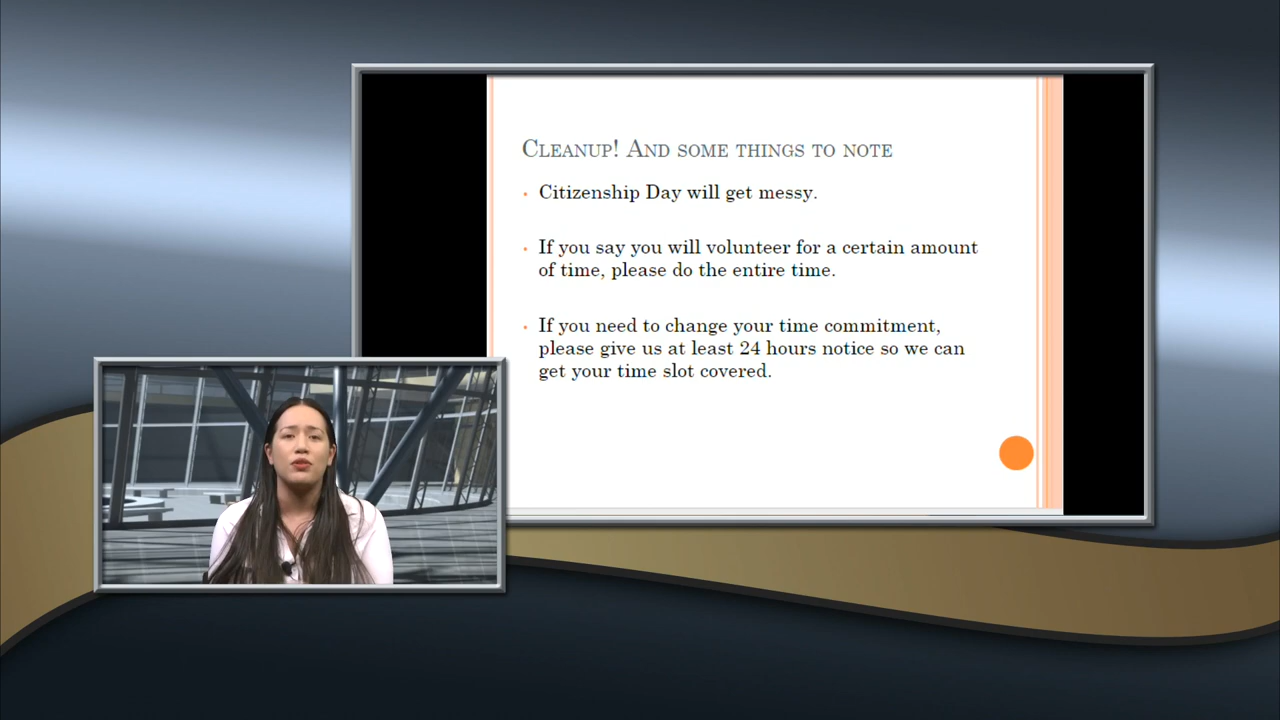 Cleanup! And some things to note
Citizenship Day will get messy.
If you say you will volunteer for a certain amount
of time, please do the entire time.
If you need to change your time commitment,
please give us at least 24 hours notice so we can
get your time slot covered.